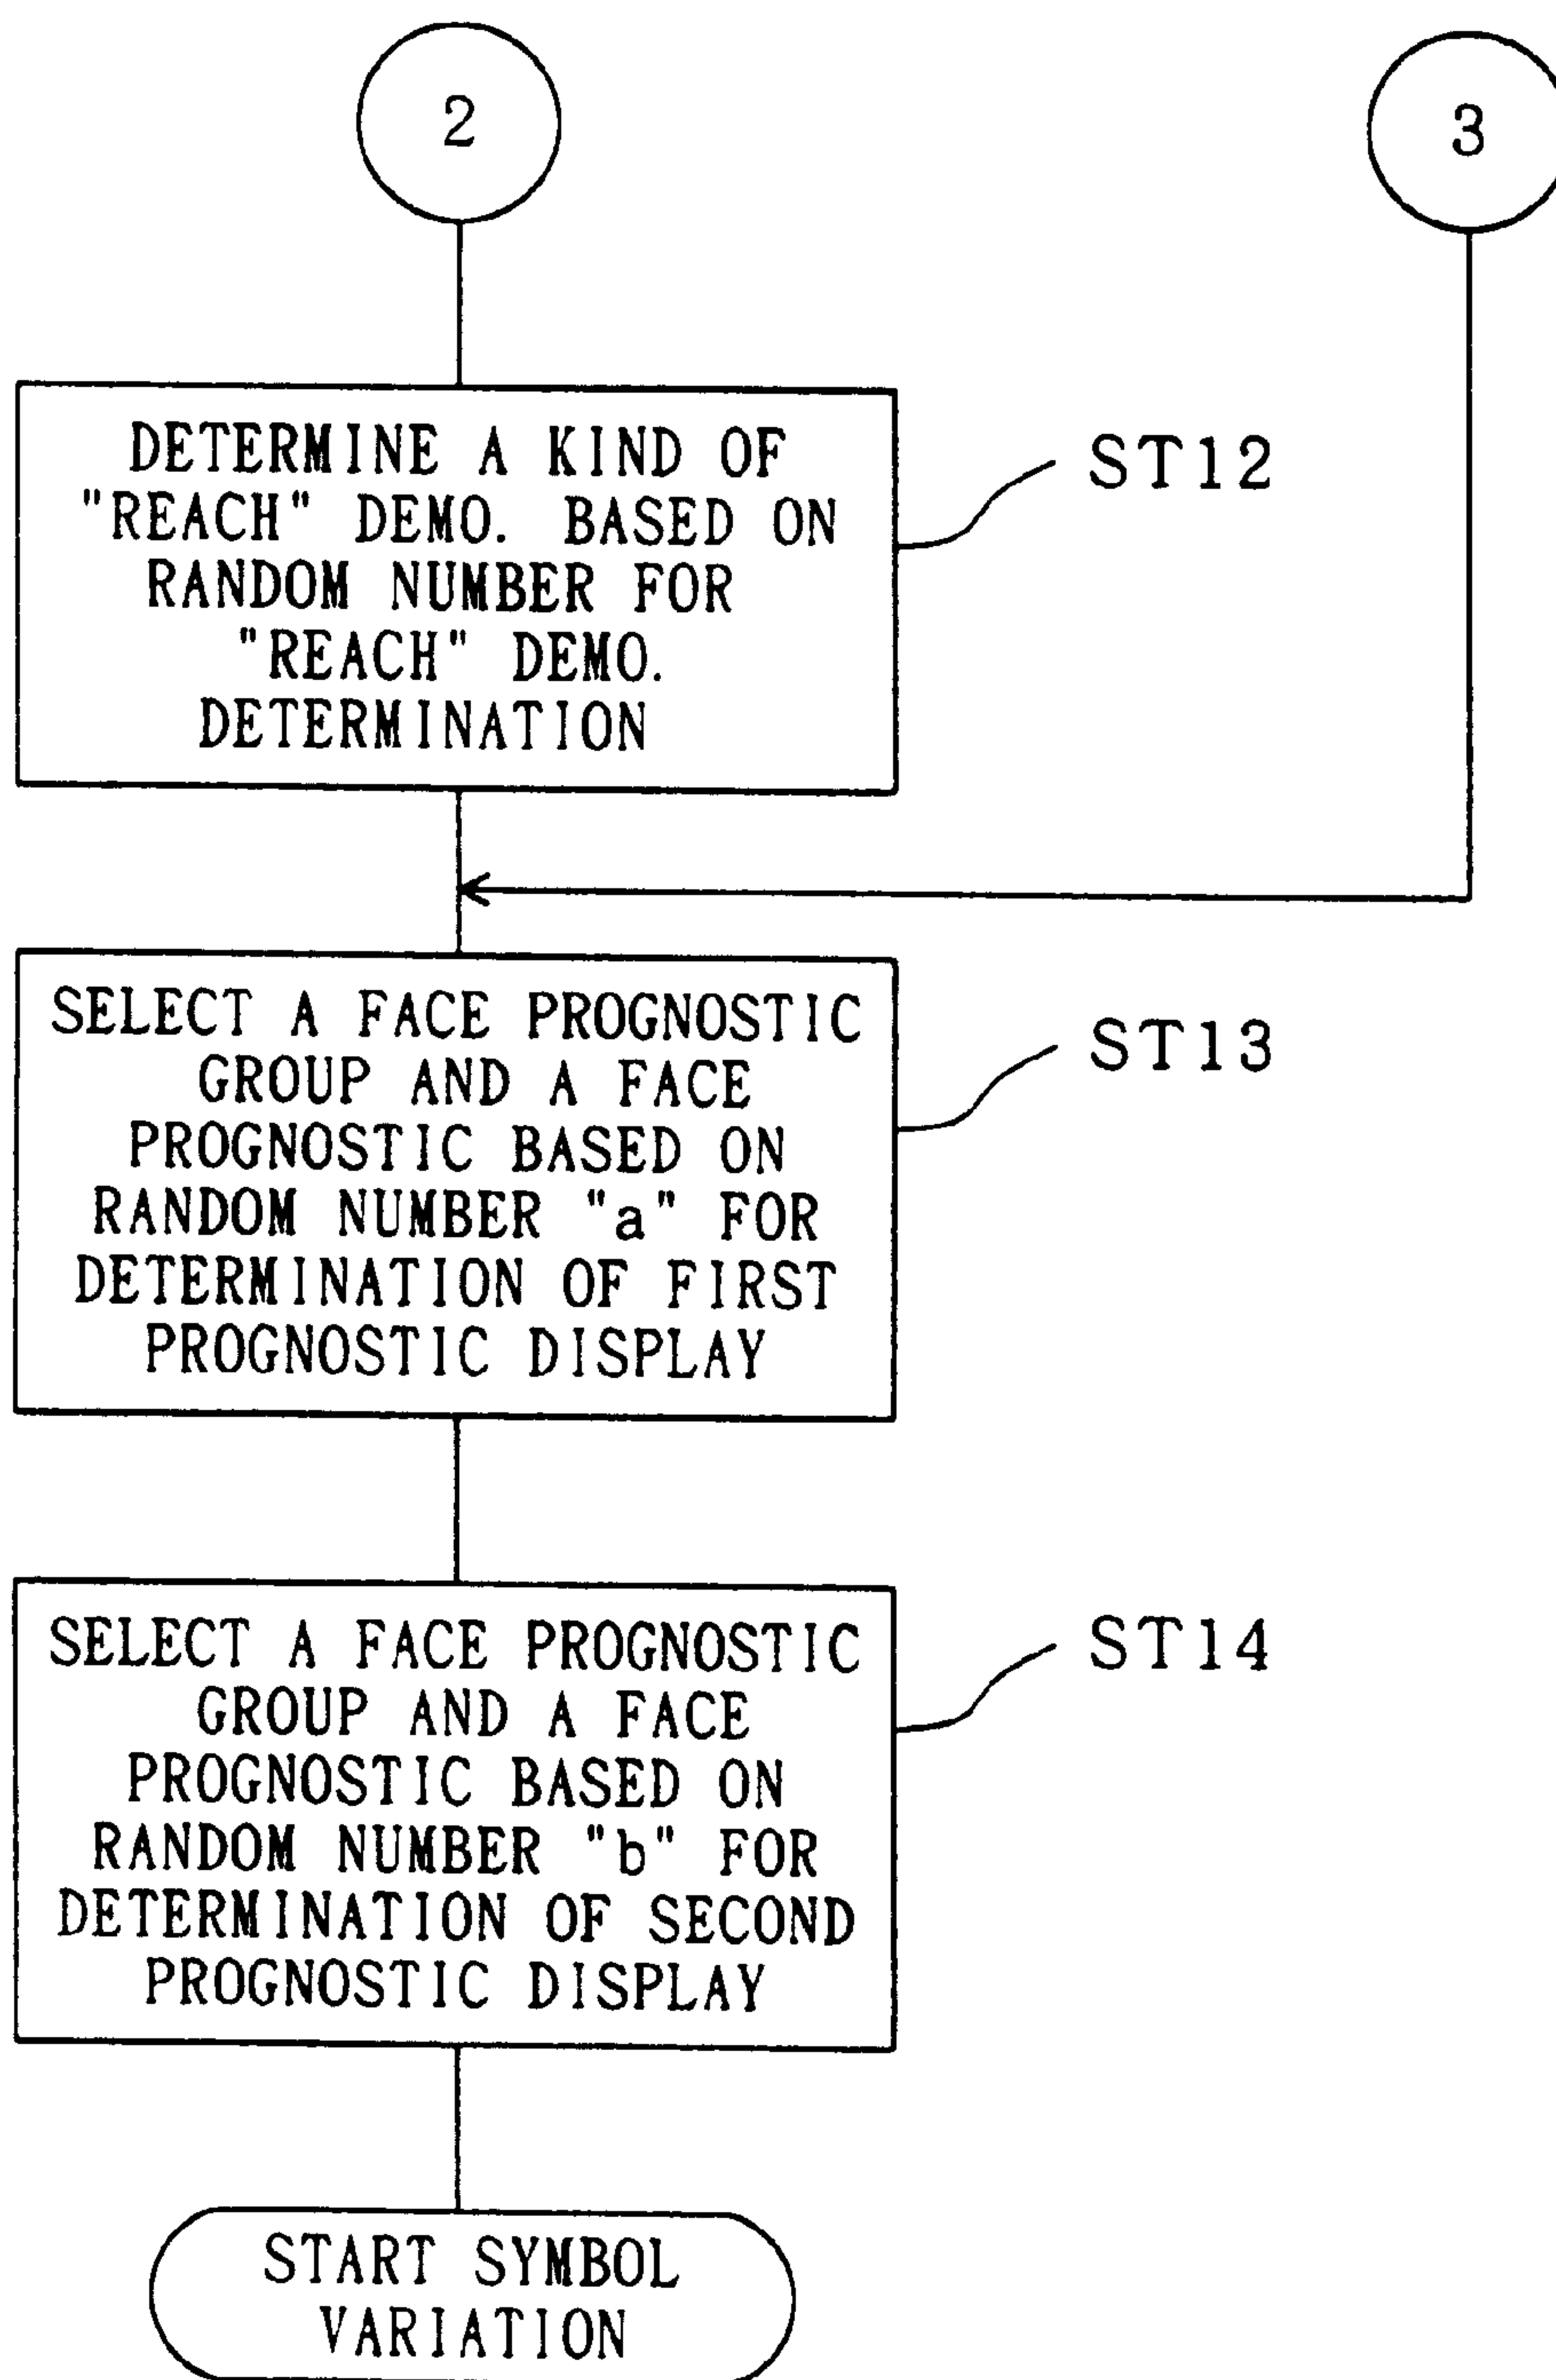 2
3
DETERMINE A KIND OF
"REACH" DEMO. BASED ON
RANDOM NUMBER FOR
"REACH" DEMO.
DETERMINATION
ST12
SELECT A FACE PROGNOSTIC
GROUP AND A FACE
PROGNOSTIC BASED ON
RANDOM NUMBER "a" FOR
DETERMINATION OF FIRST
PROGNOSTIC DISPLAY
ST13
SELECT A FACE PROGNOSTIC
GROUP AND A FACE
PROGNOSTIC BASED ON
RANDOM NUMBER "b" FOR
DETERMINATION OF SECOND
PROGNOSTIC DISPLAY
ST14
START SYMBOL
VARIATION